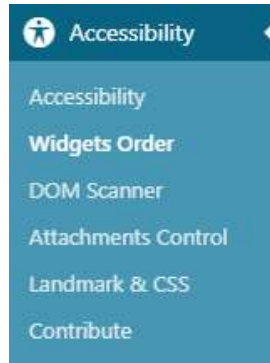 Accessibility
Accessibility
Widgets Order
DOM Scanner
Attachments Control
Landmark & CSS
Contribute